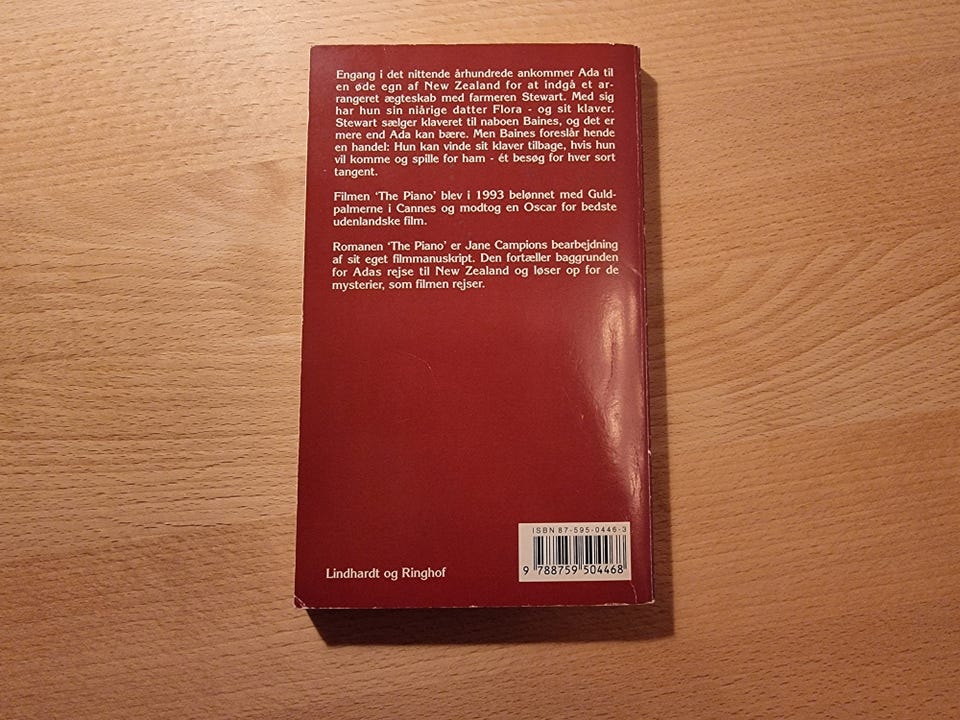 Engang i det nittende århundrede ankommer Ada til
en øde egn af New Zealand for at indgå et ar-
rangeret ægteskab med farmeren Stewart. Med sig
har hun sin niårige datter Flora - og sit klaver.
Stewart sælger klaveret til naboen Baines, og det er
mere end Ada kan bære. Men Baines foreslår hende
en handel: Hun kan vinde sit klaver tilbage, hvis hun
vil komme og spille for ham - ét besøg for hver sort
tangent.
Filmen 'The Piano' blev i 1993 belønnet med Guld-
palmerne i Cannes og modtog en Oscar for bedste
udenlandske film.
Romanen 'The Piano' er Jane Campions bearbejdning
af sit eget filmmanuskript. Den fortæller baggrunden
for Adas rejse til New Zealand og løser op for de
mysterier, som filmen rejser.
ISBN 87-595-0446-3
9 788759 504468
Lindhardt og Ringhof